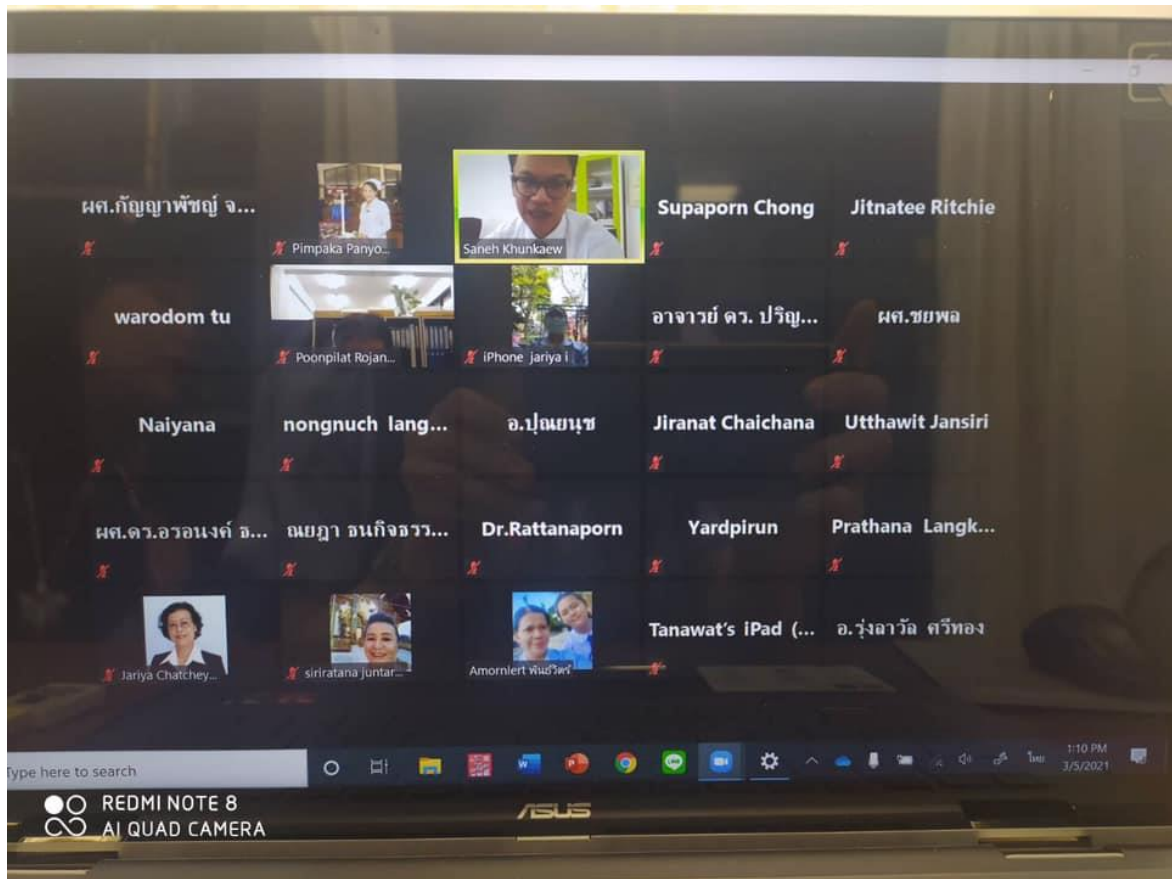 ผศ.กัญญาพัชญ์ จ...
Pimpaka Panyo...
Saneh Khunkaew
Supaporn Chong
Jitnatee Ritchie
warodom tu
Poonpilat Rojan...
iPhone jariya i
อาจารย์ ดร. ปริญ...
ผศ.ชยพล
Naiyana
nongnuch lang...
อ.ปุณยนุช
Jiranat Chaichana
Utthawit Jansiri
ผศ.ดร.อรอนงค์ ธ...
ณยฎา ธนกิจธรร...
Dr.Rattanaporn
Yardpirun
Prathana Langk...
Jariya Chatchey...
siriratana juntar...
Amornlert พันธ์วิตร์
Tanawat's iPad (...
อ.รุ่งลาวัล ศรีทอง
Type here to search
ไทย
1:10 PM
3/5/2021
REDMI NOTE 8
AI QUAD CAMERA
ASUS